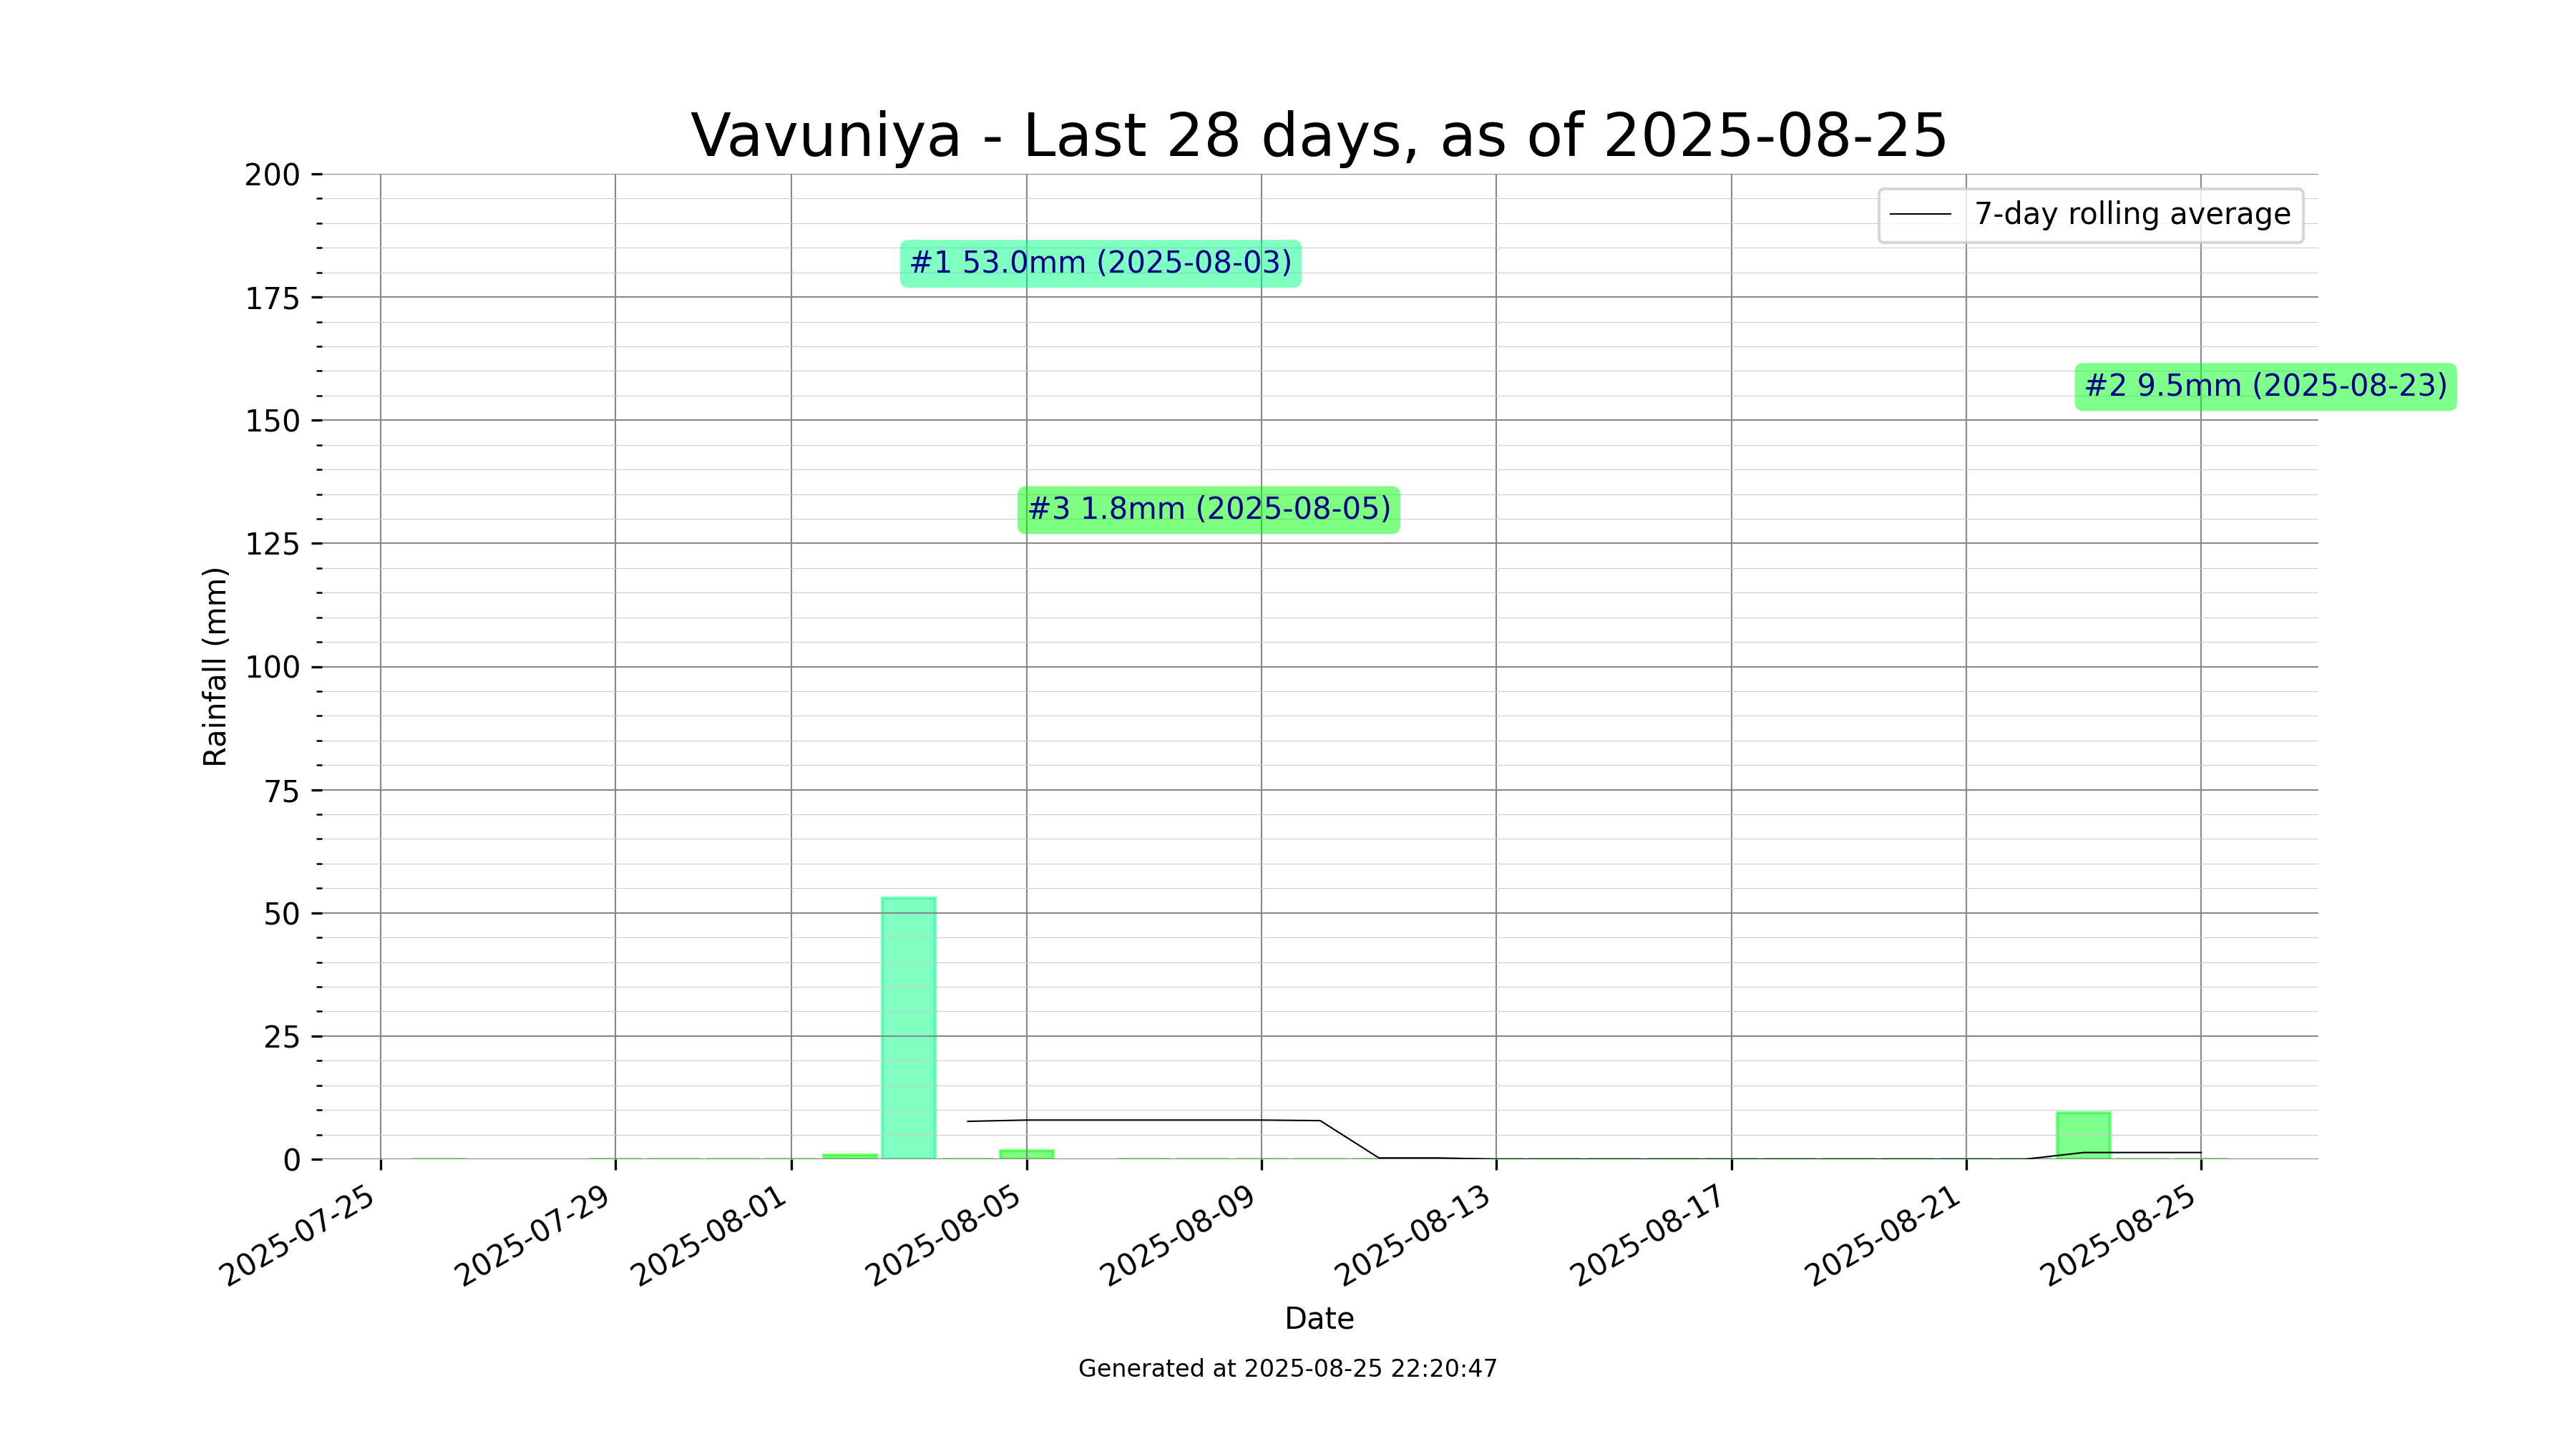 Vavuniya - Last 28 days, as of 2025-08-25
7-day rolling average
#1 53.0mm (2025-08-03)
#2 9.5mm (2025-08-23)
#3 1.8mm (2025-08-05)
Rainfall (mm)
200
175
150
125
100
75
50
25
0
2025-07-25
2025-07-29
2025-08-01
2025-08-05
2025-08-09
2025-08-13
2025-08-17
2025-08-21
2025-08-25
Date
Generated at 2025-08-25 22:20:47